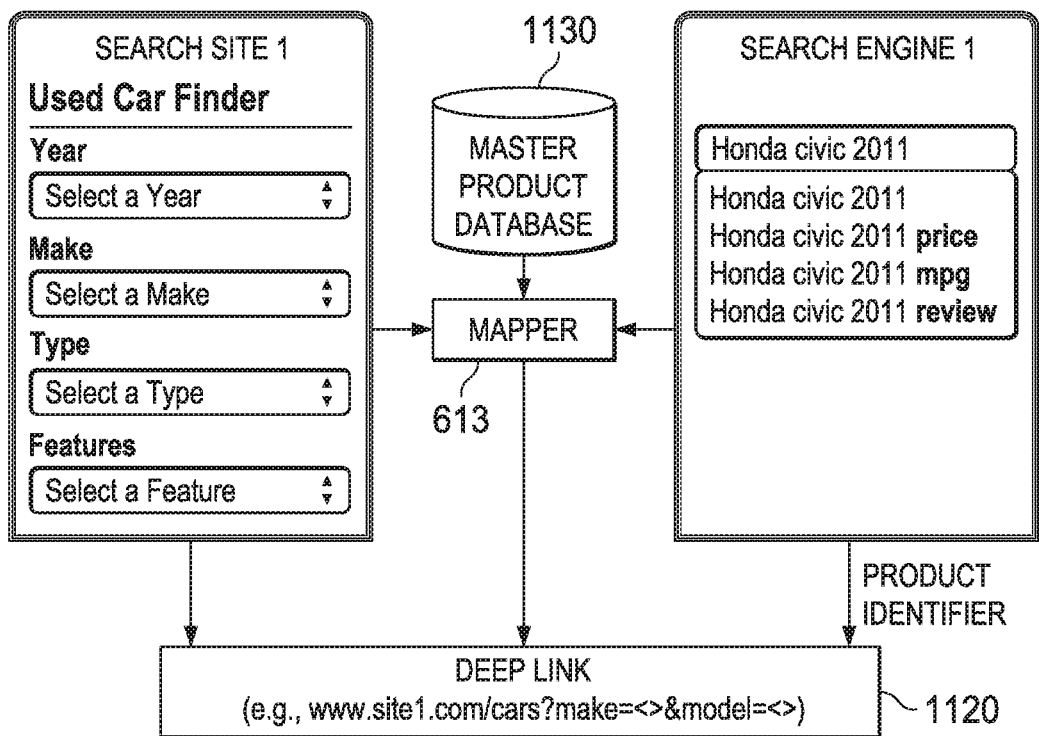 SEARCH SITE 1
Used Car Finder
Year
Select a Year
Make
Select a Make
Type
Select a Type
Features
Select a Feature
1130
MASTER
PRODUCT
DATABASE
MAPPER
613
SEARCH ENGINE 1
Honda civic 2011
Honda civic 2011
Honda civic 2011 price
Honda civic 2011 mpg
Honda civic 2011 review
PRODUCT
IDENTIFIER
DEEP LINK
(e.g., www.site1.com/cars?make=<>&model=<>)
1120